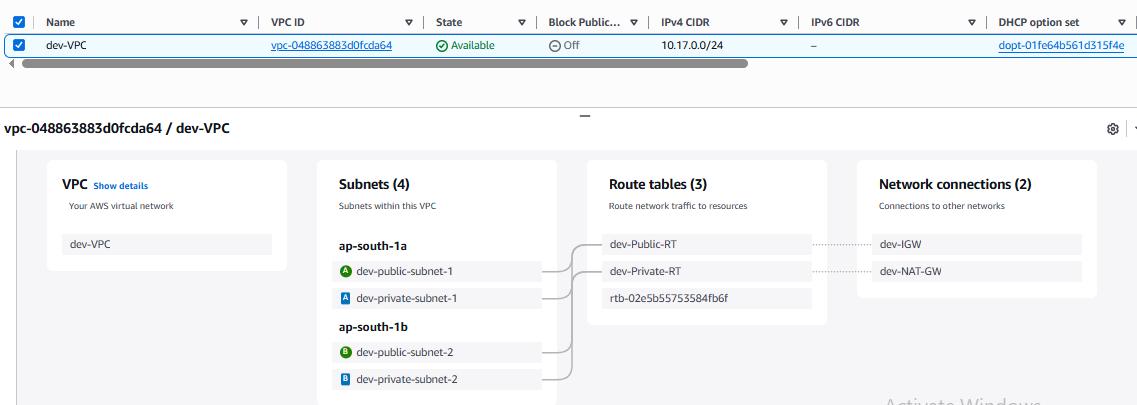 Name VPC ID State Block Public... IPv4 CIDR IPv6 CIDR DHCP option set
dev-VPC vpc-048863883d0fcda64 Available Off 10.17.0.0/24 – dopt-01fe64b561d315f4e
vpc-048863883d0fcda64 / dev-VPC
VPC Show details
Your AWS virtual network
dev-VPC
Subnets (4)
Subnets within this VPC
ap-south-1a
A dev-public-subnet-1
A dev-private-subnet-1
ap-south-1b
B dev-public-subnet-2
B dev-private-subnet-2
Route tables (3)
Route network traffic to resources
dev-Public-RT
dev-Private-RT
rtb-02e5b55753584fb6f
Network connections (2)
Connections to other networks
dev-IGW
dev-NAT-GW
Activate Windows